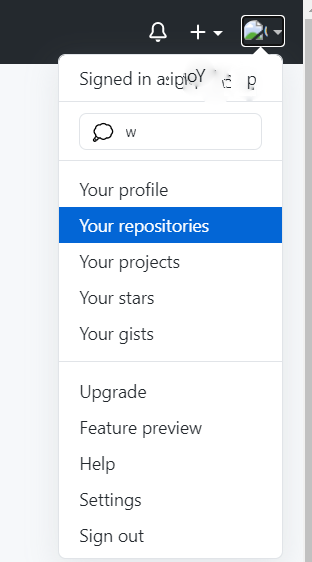 Signed in as
w
Your profile
Your repositories
Your projects
Your stars
Your gists
Upgrade
Feature preview
Help
Settings
Sign out